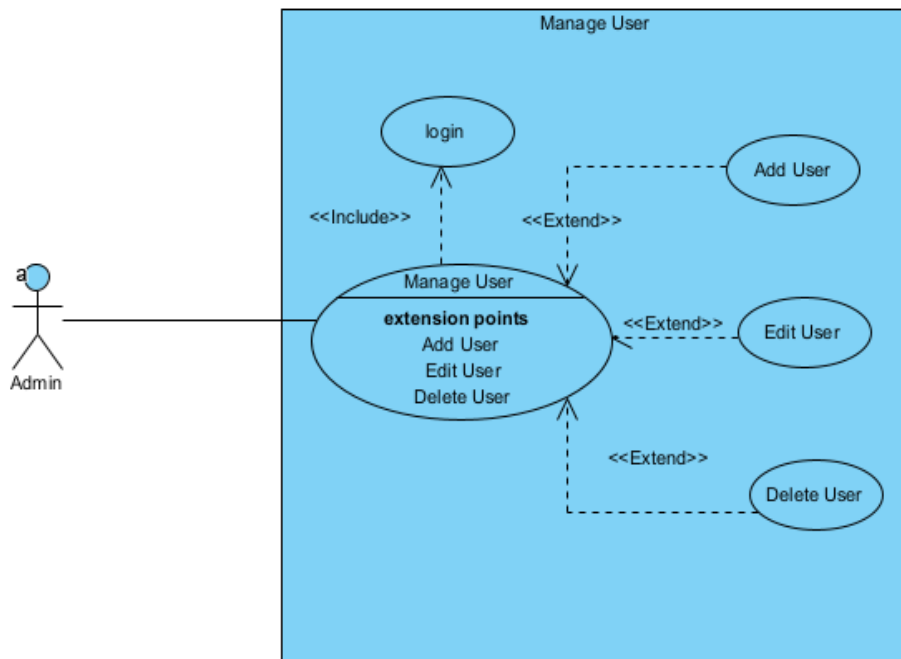 Manage User
login
Add User
<<Include>>
<<Extend>>
a
Manage User
extension points
Add User
Edit User
Delete User
<<Extend>>
Edit User
Admin
<<Extend>>
Delete User